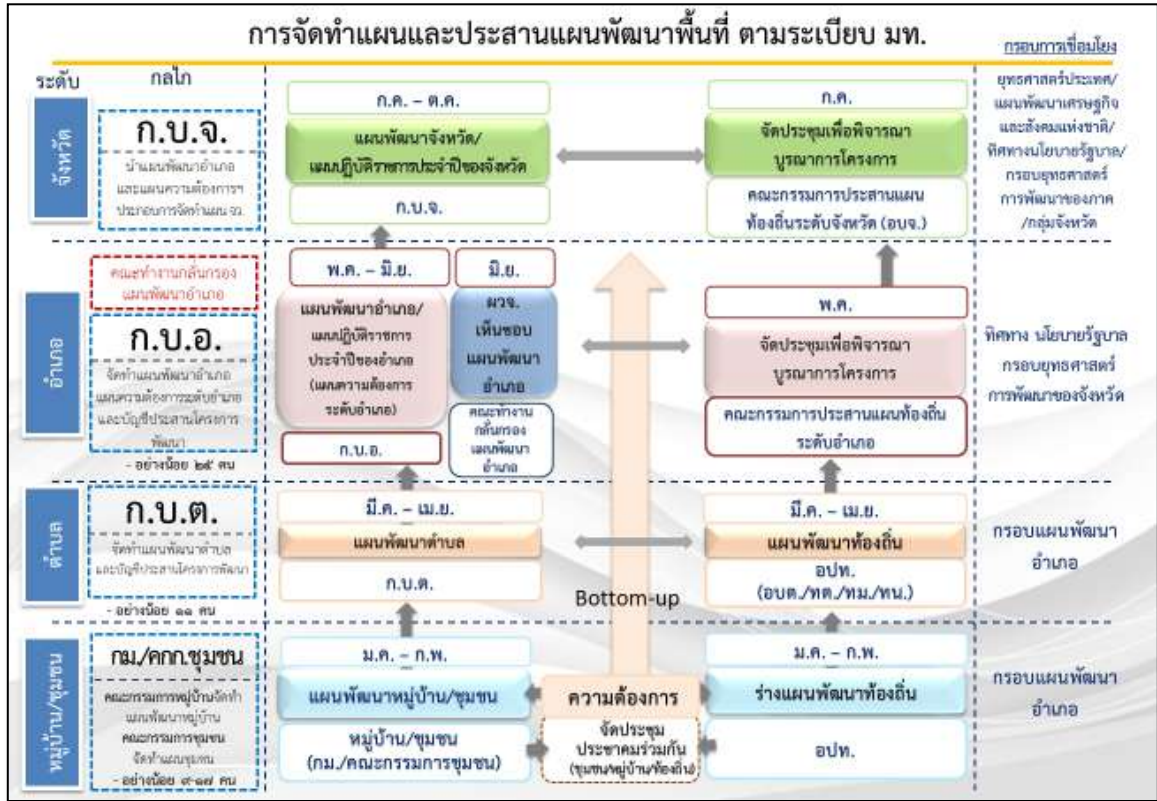 การจัดทำแผนและประสานแผนพัฒนาพื้นที่ ตามระเบียบ มท.
กรอบการเชื่อมโยง
ระดับ
กลไก
จังหวัด
ก.บ.จ.
นำแผนพัฒนาอำเภอ
และแผนความต้องการฯ
ประกอบการจัดทำแผน จว.
ก.ค. – ต.ค.
แผนพัฒนาจังหวัด/
แผนปฏิบัติราชการประจำปีของจังหวัด
ก.บ.จ.
ก.ค.
จัดประชุมเพื่อพิจารณา
บูรณาการโครงการ
คณะกรรมการประสานแผน
ท้องถิ่นระดับจังหวัด (อบจ.)
ยุทธศาสตร์ประเทศ/
แผนพัฒนาเศรษฐกิจ
และสังคมแห่งชาติ/
ทิศทางนโยบายรัฐบาล/
กรอบยุทธศาสตร์
การพัฒนาของภาค
/กลุ่มจังหวัด
อำเภอ
คณะทำงานกลั่นกรอง
แผนพัฒนาอำเภอ
ก.บ.อ.
จัดทำแผนพัฒนาอำเภอ
แผนความต้องการระดับอำเภอ
และบัญชีประสานโครงการ
พัฒนา
- อย่างน้อย ๒๕ คน
พ.ค. – มิ.ย.
แผนพัฒนาอำเภอ/
แผนปฏิบัติราชการ
ประจำปีของอำเภอ
(แผนความต้องการ
ระดับอำเภอ)
ก.บ.อ.
มิ.ย.
ผวจ.
เห็นชอบ
แผนพัฒนา
อำเภอ
คณะทำงาน
กลั่นกรอง
แผนพัฒนา
อำเภอ
พ.ค.
จัดประชุมเพื่อพิจารณา
บูรณาการโครงการ
คณะกรรมการประสานแผนท้องถิ่น
ระดับอำเภอ
ทิศทาง นโยบายรัฐบาล
กรอบยุทธศาสตร์
การพัฒนาของจังหวัด
ตำบล
ก.บ.ต.
จัดทำแผนพัฒนาตำบล
และบัญชีประสานโครงการพัฒนา
- อย่างน้อย ๑๑ คน
มี.ค. – เม.ย.
แผนพัฒนาตำบล
ก.บ.ต.
Bottom-up
มี.ค. – เม.ย.
แผนพัฒนาท้องถิ่น
อปท.
(อบต./ทต./ทม./ทน.)
กรอบแผนพัฒนา
อำเภอ
หมู่บ้าน/ชุมชน
กม./คกก.ชุมชน
คณะกรรมการหมู่บ้านจัดทำ
แผนพัฒนาหมู่บ้าน
คณะกรรมการชุมชน
จัดทำแผนชุมชน
- อย่างน้อย ๙-๑๗ คน
ม.ค. – ก.พ.
แผนพัฒนาหมู่บ้าน/ชุมชน
หมู่บ้าน/ชุมชน
(กม./คณะกรรมการชุมชน)
ความต้องการ
จัดประชุม
ประชาคมร่วมกัน
(ชุมชน/หมู่บ้าน/ท้องถิ่น)
ม.ค. – ก.พ.
ร่างแผนพัฒนาท้องถิ่น
อปท.
กรอบแผนพัฒนา
อำเภอ